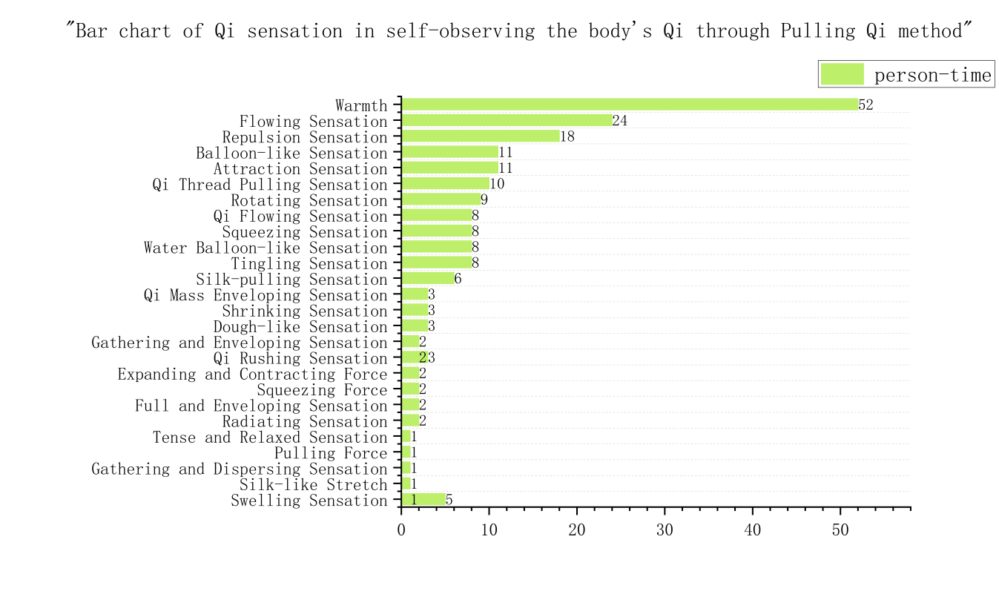 "Bar chart of Qi sensation in self-observing the body's Qi through Pulling Qi method"
person-time
Warmth 52
Flowing Sensation 24
Repulsion Sensation 18
Balloon-like Sensation 11
Attraction Sensation 11
Qi Thread Pulling Sensation 10
Rotating Sensation 9
Qi Flowing Sensation 8
Squeezing Sensation 8
Water Balloon-like Sensation 8
Tingling Sensation 8
Silk-pulling Sensation 6
Qi Mass Enveloping Sensation 3
Shrinking Sensation 3
Dough-like Sensation 3
Gathering and Enveloping Sensation 2
Qi Rushing Sensation 2 3
Expanding and Contracting Force 2
Squeezing Force 2
Full and Enveloping Sensation 2
Radiating Sensation 2
Tense and Relaxed Sensation 1
Pulling Force 1
Gathering and Dispersing Sensation 1
Silk-like Stretch 1
Swelling Sensation 1 5
0 10 20 30 40 50